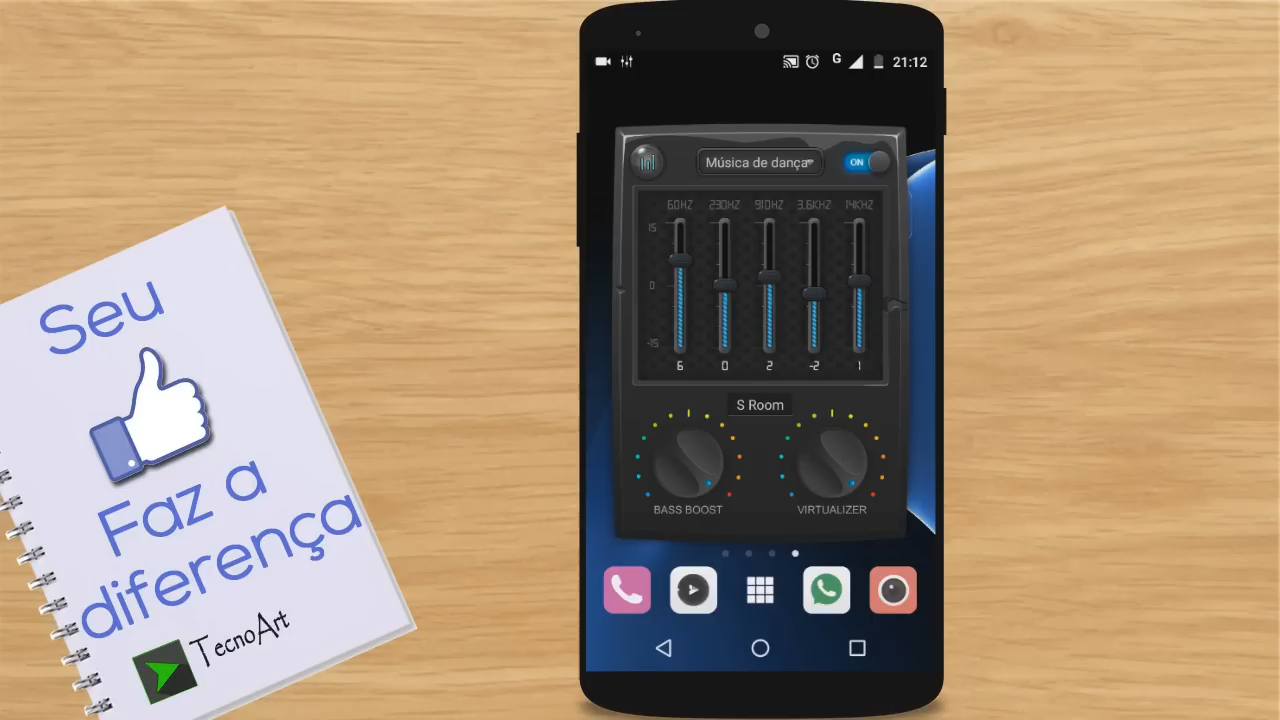 Seu
Faz a
diferença
TecnoArt
G 21:12
Música de dança ON
60HZ 230HZ 910HZ 3.6KHZ 14KHZ
15
0
-15
6 0 2 -2 1
S Room
BASS BOOST VIRTUALIZER